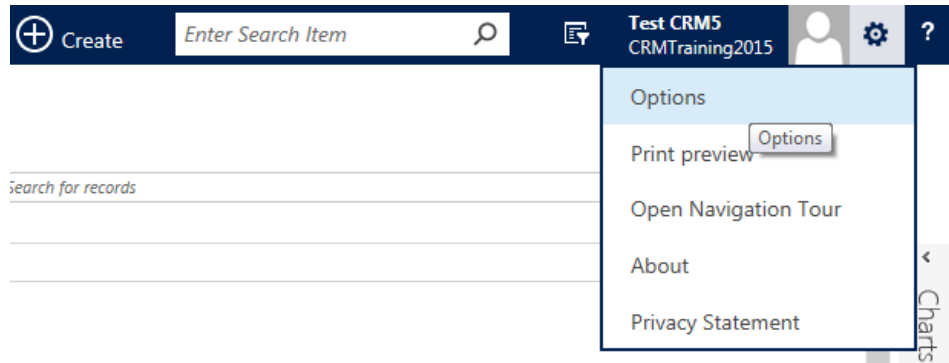 Create
Enter Search Item
Test CRM5
CRMTraining2015
?
Options
Options
Print preview
Search for records
Open Navigation Tour
About
Charts
Privacy Statement